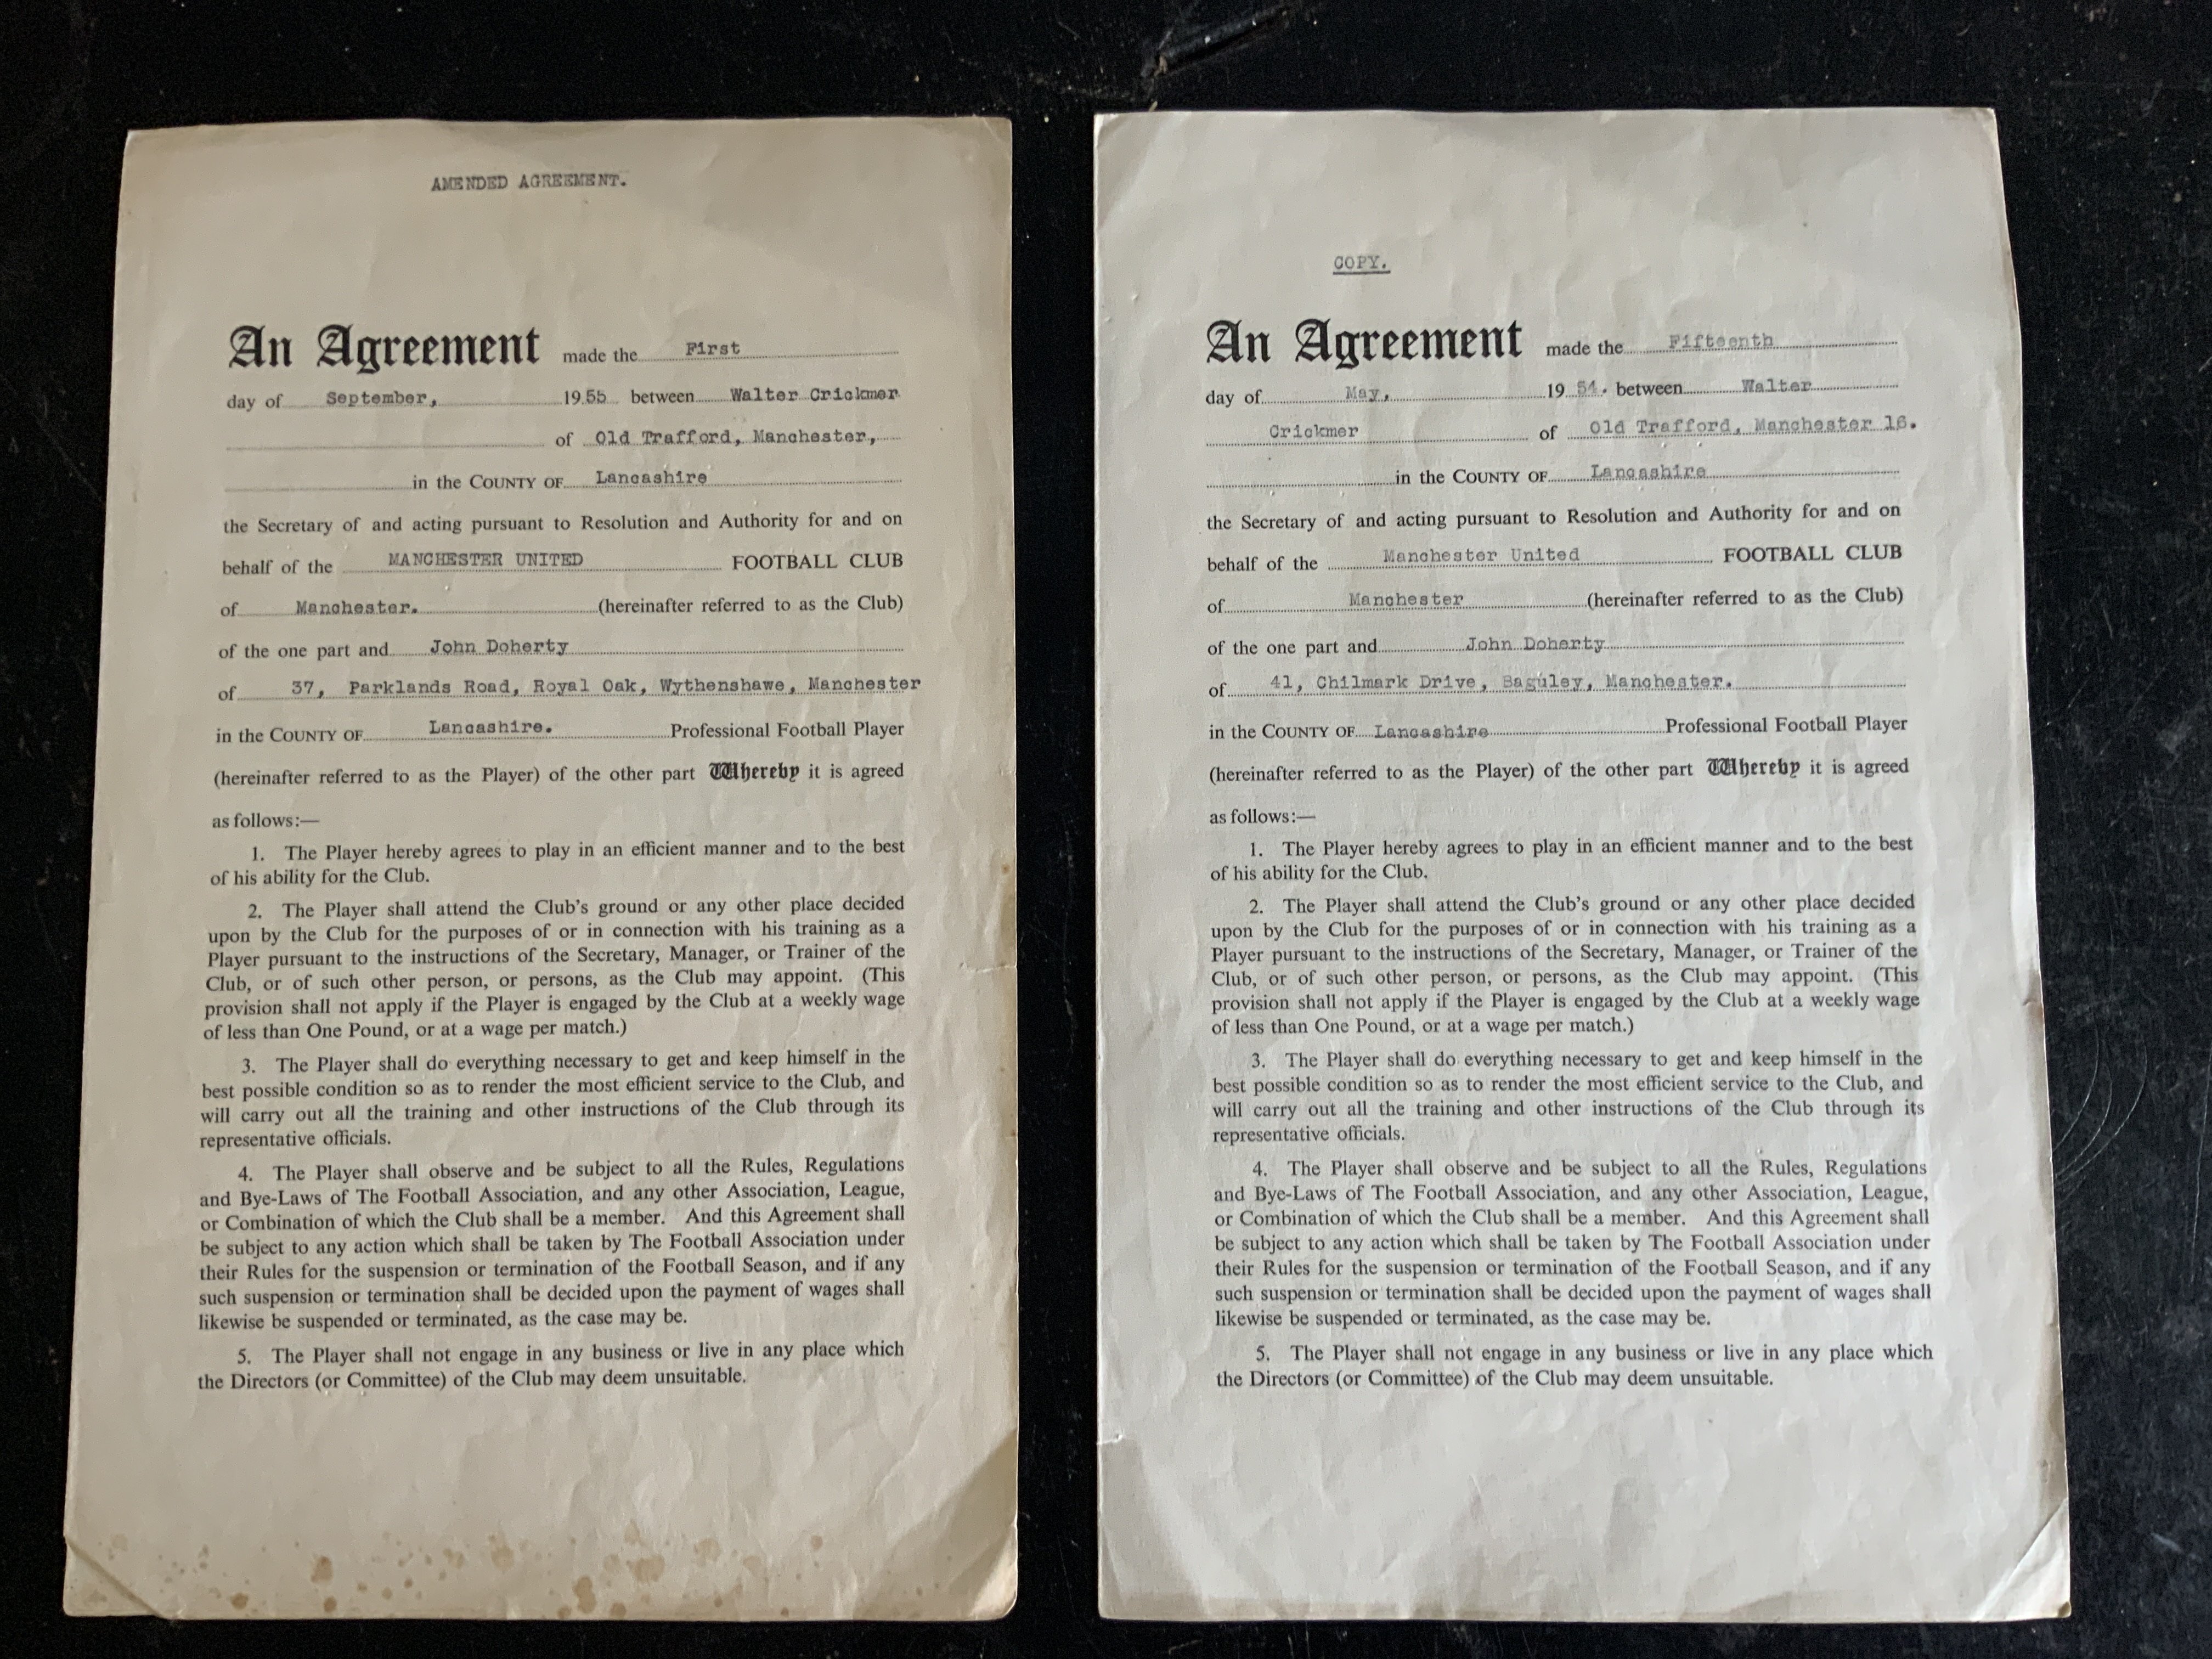 AMENDED AGREEMENT.
An Agreement made the First
day of September, 1955 between Walter Crickmer
of Old Trafford, Manchester,
in the COUNTY OF Lancashire
the Secretary of and acting pursuant to Resolution and Authority for and on
behalf of the MANCHESTER UNITED FOOTBALL CLUB
of Manchester. (hereinafter referred to as the Club)
of the one part and John Doherty
of 37, Parklands Road, Royal Oak, Wythenshawe, Manchester
in the COUNTY OF Lancashire. Professional Football Player
(hereinafter referred to as the Player) of the other part Whereby it is agreed
as follows:—
1. The Player hereby agrees to play in an efficient manner and to the best
of his ability for the Club.
2. The Player shall attend the Club's ground or any other place decided
upon by the Club for the purposes of or in connection with his training as a
Player pursuant to the instructions of the Secretary, Manager, or Trainer of the
Club, or of such other person, or persons, as the Club may appoint. (This
provision shall not apply if the Player is engaged by the Club at a weekly wage
of less than One Pound, or at a wage per match.)
3. The Player shall do everything necessary to get and keep himself in the
best possible condition so as to render the most efficient service to the Club, and
will carry out all the training and other instructions of the Club through its
representative officials.
4. The Player shall observe and be subject to all the Rules, Regulations
and Bye-Laws of The Football Association, and any other Association, League,
or Combination of which the Club shall be a member. And this Agreement shall
be subject to any action which shall be taken by The Football Association under
their Rules for the suspension or termination of the Football Season, and if any
such suspension or termination shall be decided upon the payment of wages shall
likewise be suspended or terminated, as the case may be.
5. The Player shall not engage in any business or live in any place which
the Directors (or Committee) of the Club may deem unsuitable.
COPY.
An Agreement made the Fifteenth
day of May, 1954. between Walter
Crickmer of Old Trafford, Manchester 16.
in the COUNTY OF Lancashire
the Secretary of and acting pursuant to Resolution and Authority for and on
behalf of the Manchester United FOOTBALL CLUB
of Manchester (hereinafter referred to as the Club)
of the one part and John Doherty
of 41, Chilmark Drive, Baguley, Manchester.
in the COUNTY OF Lancashire Professional Football Player
(hereinafter referred to as the Player) of the other part Whereby it is agreed
as follows:—
1. The Player hereby agrees to play in an efficient manner and to the best
of his ability for the Club.
2. The Player shall attend the Club's ground or any other place decided
upon by the Club for the purposes of or in connection with his training as a
Player pursuant to the instructions of the Secretary, Manager, or Trainer of the
Club, or of such other person, or persons, as the Club may appoint. (This
provision shall not apply if the Player is engaged by the Club at a weekly wage
of less than One Pound, or at a wage per match.)
3. The Player shall do everything necessary to get and keep himself in the
best possible condition so as to render the most efficient service to the Club, and
will carry out all the training and other instructions of the Club through its
representative officials.
4. The Player shall observe and be subject to all the Rules, Regulations
and Bye-Laws of The Football Association, and any other Association, League,
or Combination of which the Club shall be a member. And this Agreement shall
be subject to any action which shall be taken by The Football Association under
their Rules for the suspension or termination of the Football Season, and if any
such suspension or termination shall be decided upon the payment of wages shall
likewise be suspended or terminated, as the case may be.
5. The Player shall not engage in any business or live in any place which
the Directors (or Committee) of the Club may deem unsuitable.